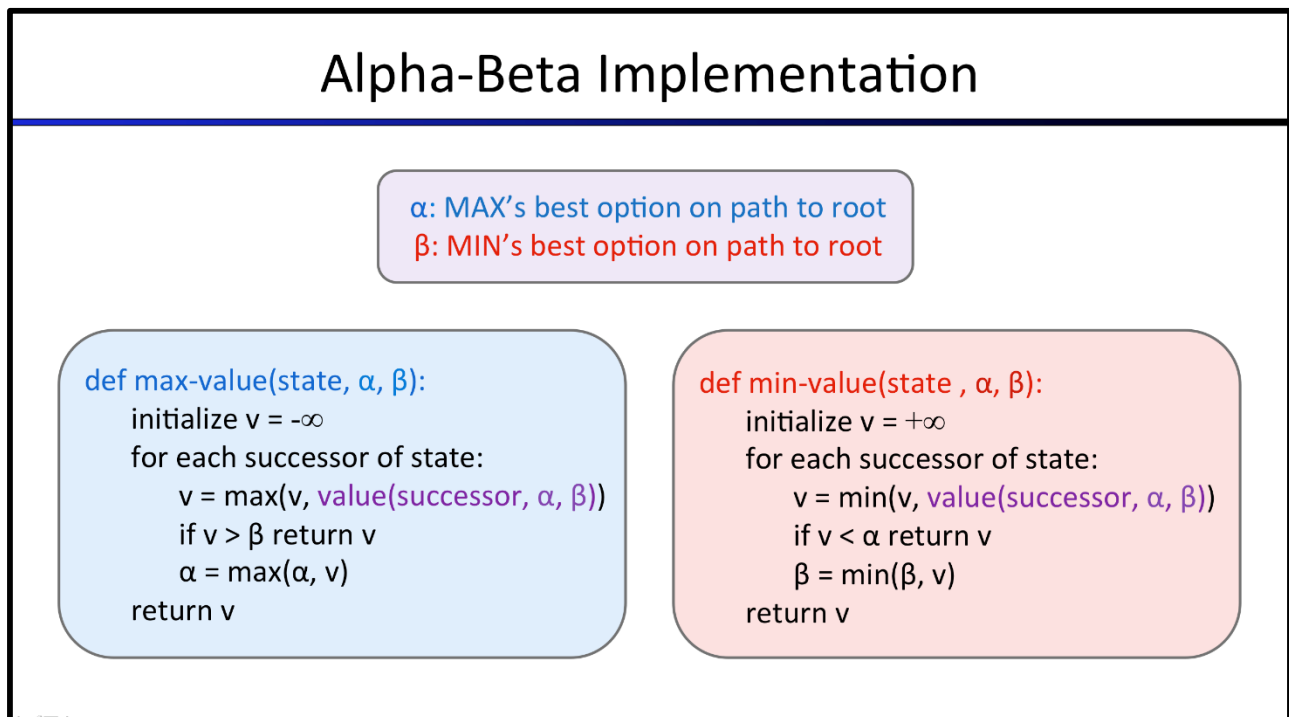 Alpha-Beta Implementation
α: MAX’s best option on path to root
β: MIN’s best option on path to root
def max-value(state, α, β):
initialize v = -∞
for each successor of state:
v = max(v, value(successor, α, β))
if v > β return v
α = max(α, v)
return v
def min-value(state , α, β):
initialize v = +∞
for each successor of state:
v = min(v, value(successor, α, β))
if v < α return v
β = min(β, v)
return v